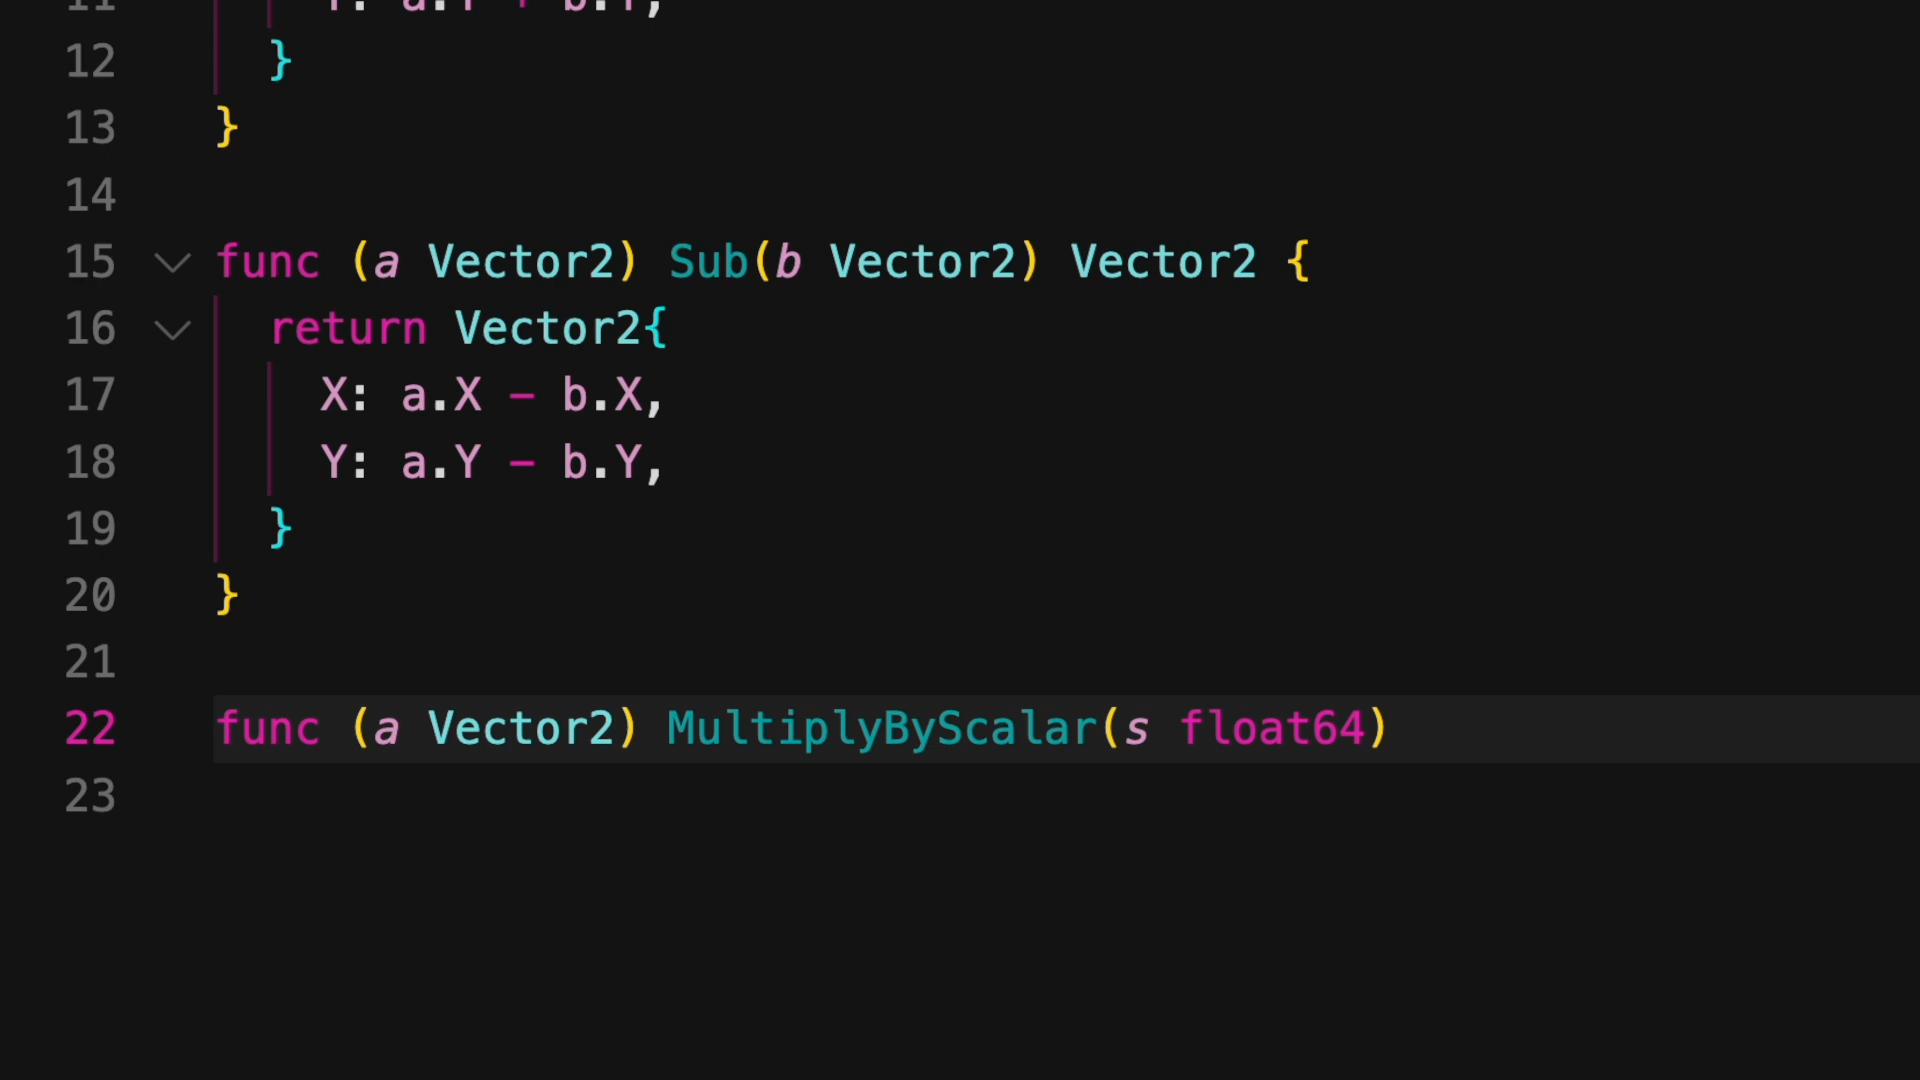 11 Y: a.Y + b.Y,
12 }
13 }
14
15 func (a Vector2) Sub(b Vector2) Vector2 {
16 return Vector2{
17 X: a.X - b.X,
18 Y: a.Y - b.Y,
19 }
20 }
21
22 func (a Vector2) MultiplyByScalar(s float64)
23